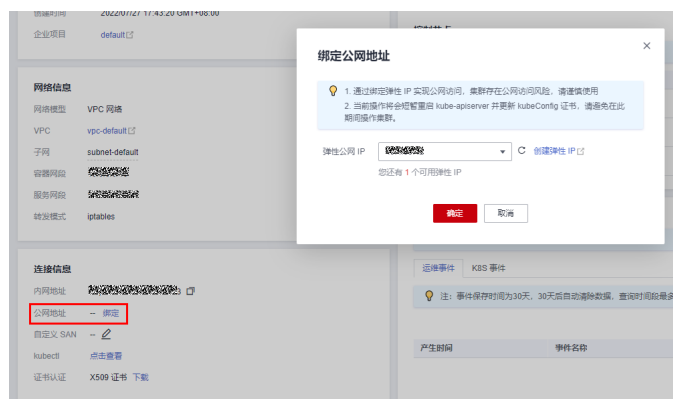 创建时间 2022/07/27 17:43:20 GMT+08:00
企业项目 default
绑定公网地址
1. 通过绑定弹性 IP 实现公网访问，集群存在公网访问风险，请谨慎使用
2. 当前操作将会短暂重启 kube-apiserver 并更新 kubeConfig 证书，请避免在此
期间操作集群。
弹性公网 IP
创建弹性 IP
您还有 1 个可用弹性 IP
确定 取消
网络信息
网络模型 VPC 网络
VPC vpc-default
子网 subnet-default
容器网段
服务网段
转发模式 iptables
连接信息
内网地址
公网地址 -- 绑定
自定义 SAN --
kubectl 点击查看
证书认证 X509 证书 下载
运维事件 K8S 事件
注：事件保存时间为30天，30天后自动清除数据，查询时间段最多
产生时间 事件名称